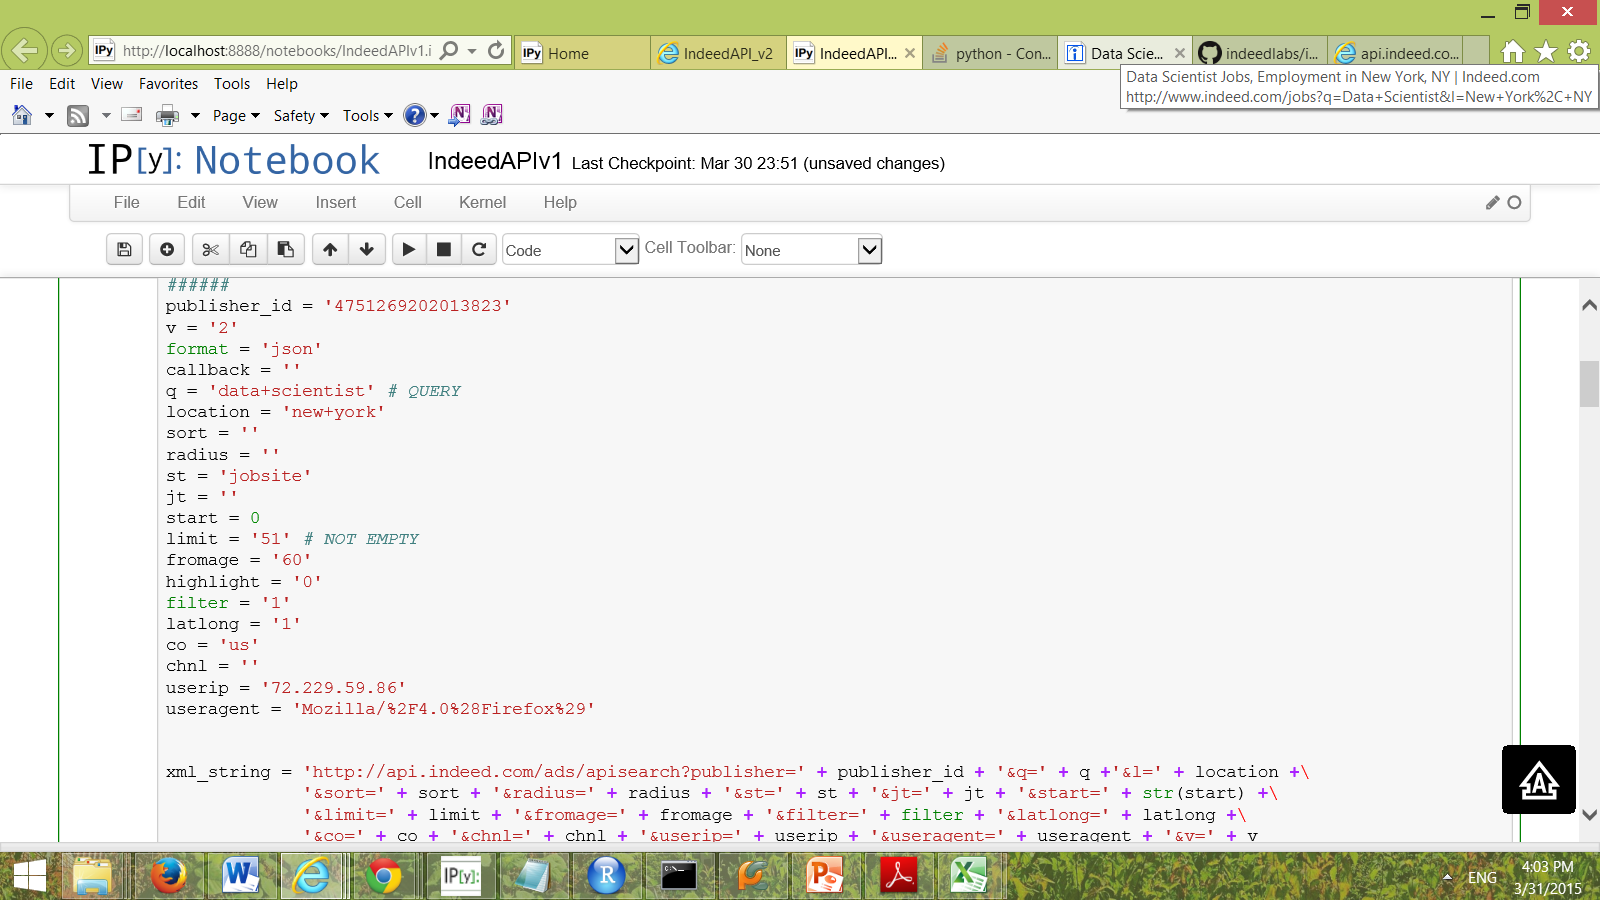 http://localhost:8888/notebooks/IndeedAPIv1.i
IPy Home
IndeedAPI_v2
IPy IndeedAPI...
python - Con...
Data Scie...
indeedlabs/i...
api.indeed.co...
File Edit View Favorites Tools Help
Data Scientist Jobs, Employment in New York, NY | Indeed.com
http://www.indeed.com/jobs?q=Data+Scientist&l=New+York%2C+NY
Page Safety Tools
IP[y]: Notebook IndeedAPIv1 Last Checkpoint: Mar 30 23:51 (unsaved changes)
File Edit View Insert Cell Kernel Help
Code Cell Toolbar: None
######
publisher_id = '4751269202013823'
v = '2'
format = 'json'
callback = ''
q = 'data+scientist' # QUERY
location = 'new+york'
sort = ''
radius = ''
st = 'jobsite'
jt = ''
start = 0
limit = '51' # NOT EMPTY
fromage = '60'
highlight = '0'
filter = '1'
latlong = '1'
co = 'us'
chnl = ''
userip = '72.229.59.86'
useragent = 'Mozilla/%2F4.0%28Firefox%29'
xml_string = 'http://api.indeed.com/ads/apisearch?publisher=' + publisher_id + '&q=' + q +'&l=' + location +\
'&sort=' + sort + '&radius=' + radius + '&st=' + st + '&jt=' + jt + '&start=' + str(start) +\
'&limit=' + limit + '&fromage=' + fromage + '&filter=' + filter + '&latlong=' + latlong +\
'&co=' + co + '&chnl=' + chnl + '&userip=' + userip + '&useragent=' + useragent + '&v=' + v
IP[y]:
ENG
4:03 PM
3/31/2015